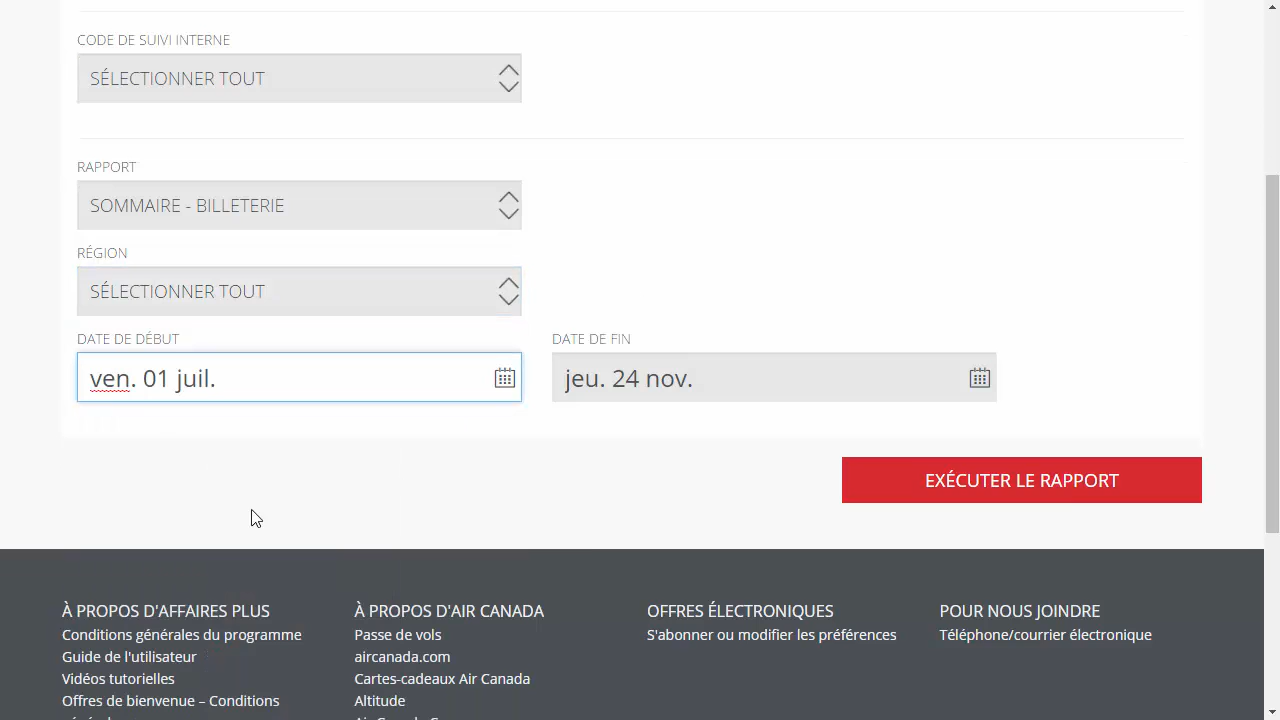 CODE DE SUIVI INTERNE
SÉLECTIONNER TOUT
RAPPORT
SOMMAIRE - BILLETERIE
RÉGION
SÉLECTIONNER TOUT
DATE DE DÉBUT
DATE DE FIN
ven. 01 juil.
jeu. 24 nov.
EXÉCUTER LE RAPPORT
À PROPOS D'AFFAIRES PLUS
Conditions générales du programme
Guide de l'utilisateur
Vidéos tutorielles
Offres de bienvenue – Conditions
À PROPOS D'AIR CANADA
Passe de vols
aircanada.com
Cartes-cadeaux Air Canada
Altitude
OFFRES ÉLECTRONIQUES
S'abonner ou modifier les préférences
POUR NOUS JOINDRE
Téléphone/courrier électronique